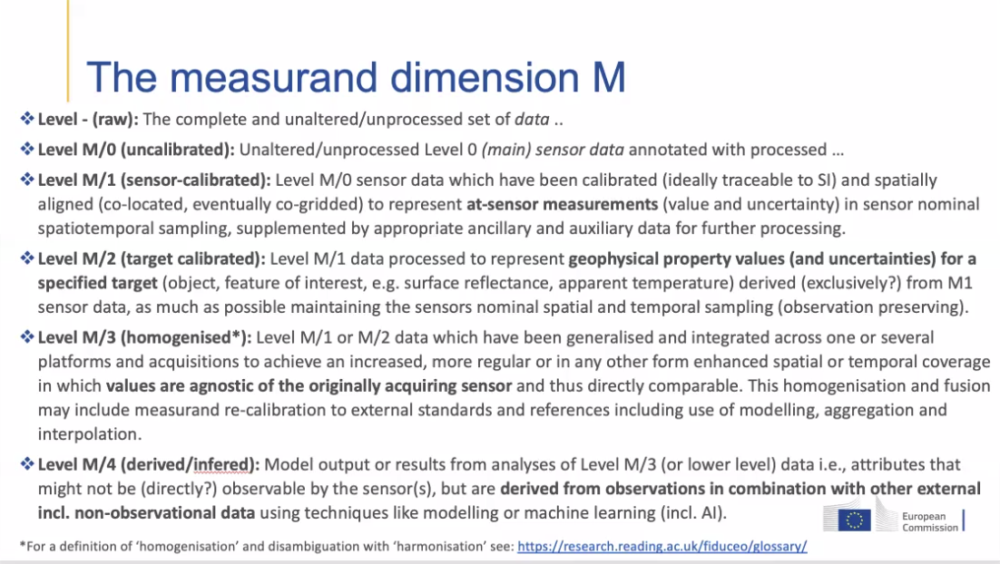 The measurand dimension M
❖ Level - (raw): The complete and unaltered/unprocessed set of data ..
❖ Level M/0 (uncalibrated): Unaltered/unprocessed Level 0 (main) sensor data annotated with processed ...
❖ Level M/1 (sensor-calibrated): Level M/0 sensor data which have been calibrated (ideally traceable to SI) and spatially
aligned (co-located, eventually co-gridded) to represent at-sensor measurements (value and uncertainty) in sensor nominal
spatiotemporal sampling, supplemented by appropriate ancillary and auxiliary data for further processing.
❖ Level M/2 (target calibrated): Level M/1 data processed to represent geophysical property values (and uncertainties) for a
specified target (object, feature of interest, e.g. surface reflectance, apparent temperature) derived (exclusively?) from M1
sensor data, as much as possible maintaining the sensors nominal spatial and temporal sampling (observation preserving).
❖ Level M/3 (homogenised*): Level M/1 or M/2 data which have been generalised and integrated across one or several
platforms and acquisitions to achieve an increased, more regular or in any other form enhanced spatial or temporal coverage
in which values are agnostic of the originally acquiring sensor and thus directly comparable. This homogenisation and fusion
may include measurand re-calibration to external standards and references including use of modelling, aggregation and
interpolation.
❖ Level M/4 (derived/infered): Model output or results from analyses of Level M/3 (or lower level) data i.e., attributes that
might not be (directly?) observable by the sensor(s), but are derived from observations in combination with other external
incl. non-observational data using techniques like modelling or machine learning (incl. AI).
European
Commission
*For a definition of 'homogenisation' and disambiguation with 'harmonisation' see: https://research.reading.ac.uk/fiduceo/glossary/